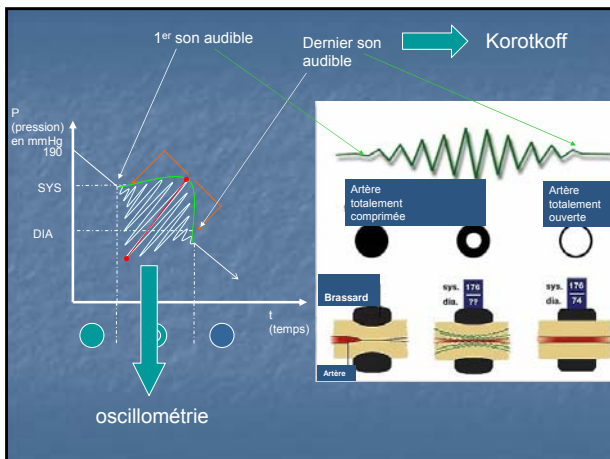 1er son audible
Dernier son
audible
Korotkoff
P
(pression)
en mmHg
190
SYS
DIA
t
(temps)
oscillométrie
Artère
totalement
comprimée
Artère
totalement
ouverte
sys. 176
dia. ??
sys. 176
dia. 74
Brassard
Artère